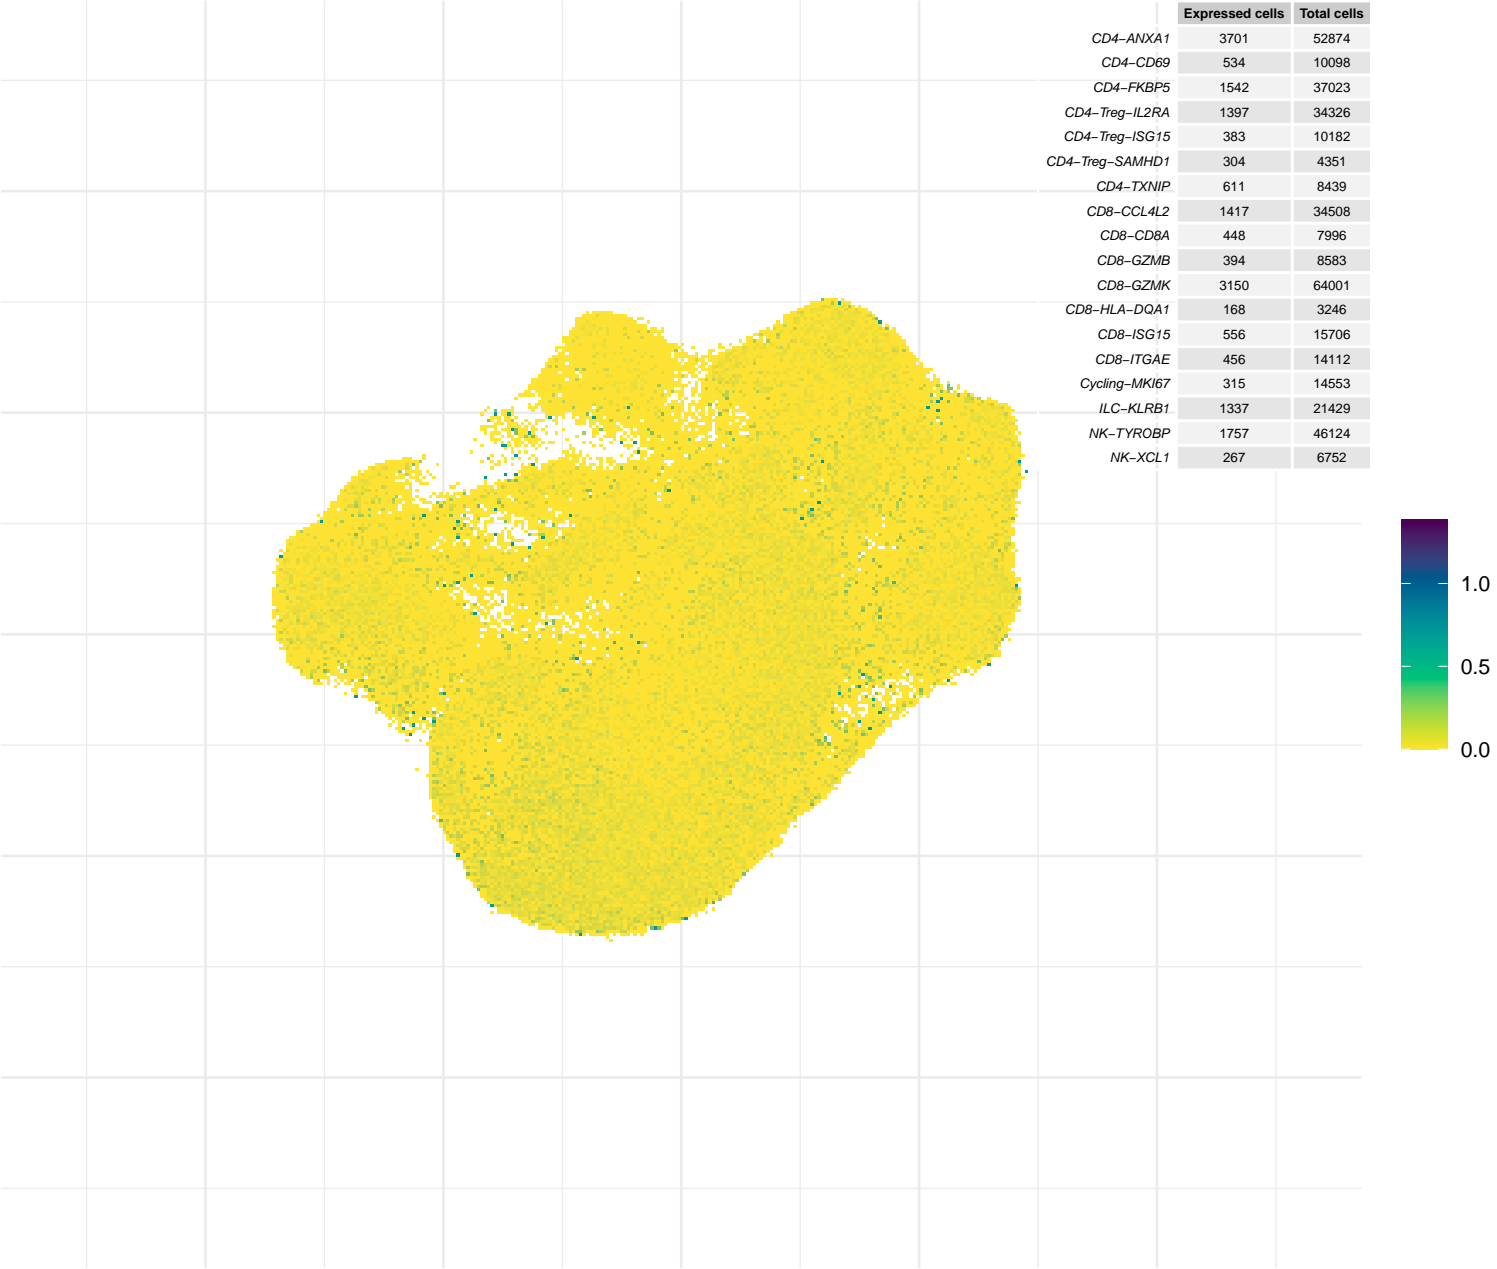 Expressed cells Total cells
CD4−ANXA1 3701 52874
CD4−CD69 534 10098
CD4−FKBP5 1542 37023
CD4−Treg−IL2RA 1397 34326
CD4−Treg−ISG15 383 10182
CD4−Treg−SAMHD1 304 4351
CD4−TXNIP 611 8439
CD8−CCL4L2 1417 34508
CD8−CD8A 448 7996
CD8−GZMB 394 8583
CD8−GZMK 3150 64001
CD8−HLA−DQA1 168 3246
CD8−ISG15 556 15706
CD8−ITGAE 456 14112
Cycling−MKI67 315 14553
ILC−KLRB1 1337 21429
NK−TYROBP 1757 46124
NK−XCL1 267 6752
1.0
0.5
0.0